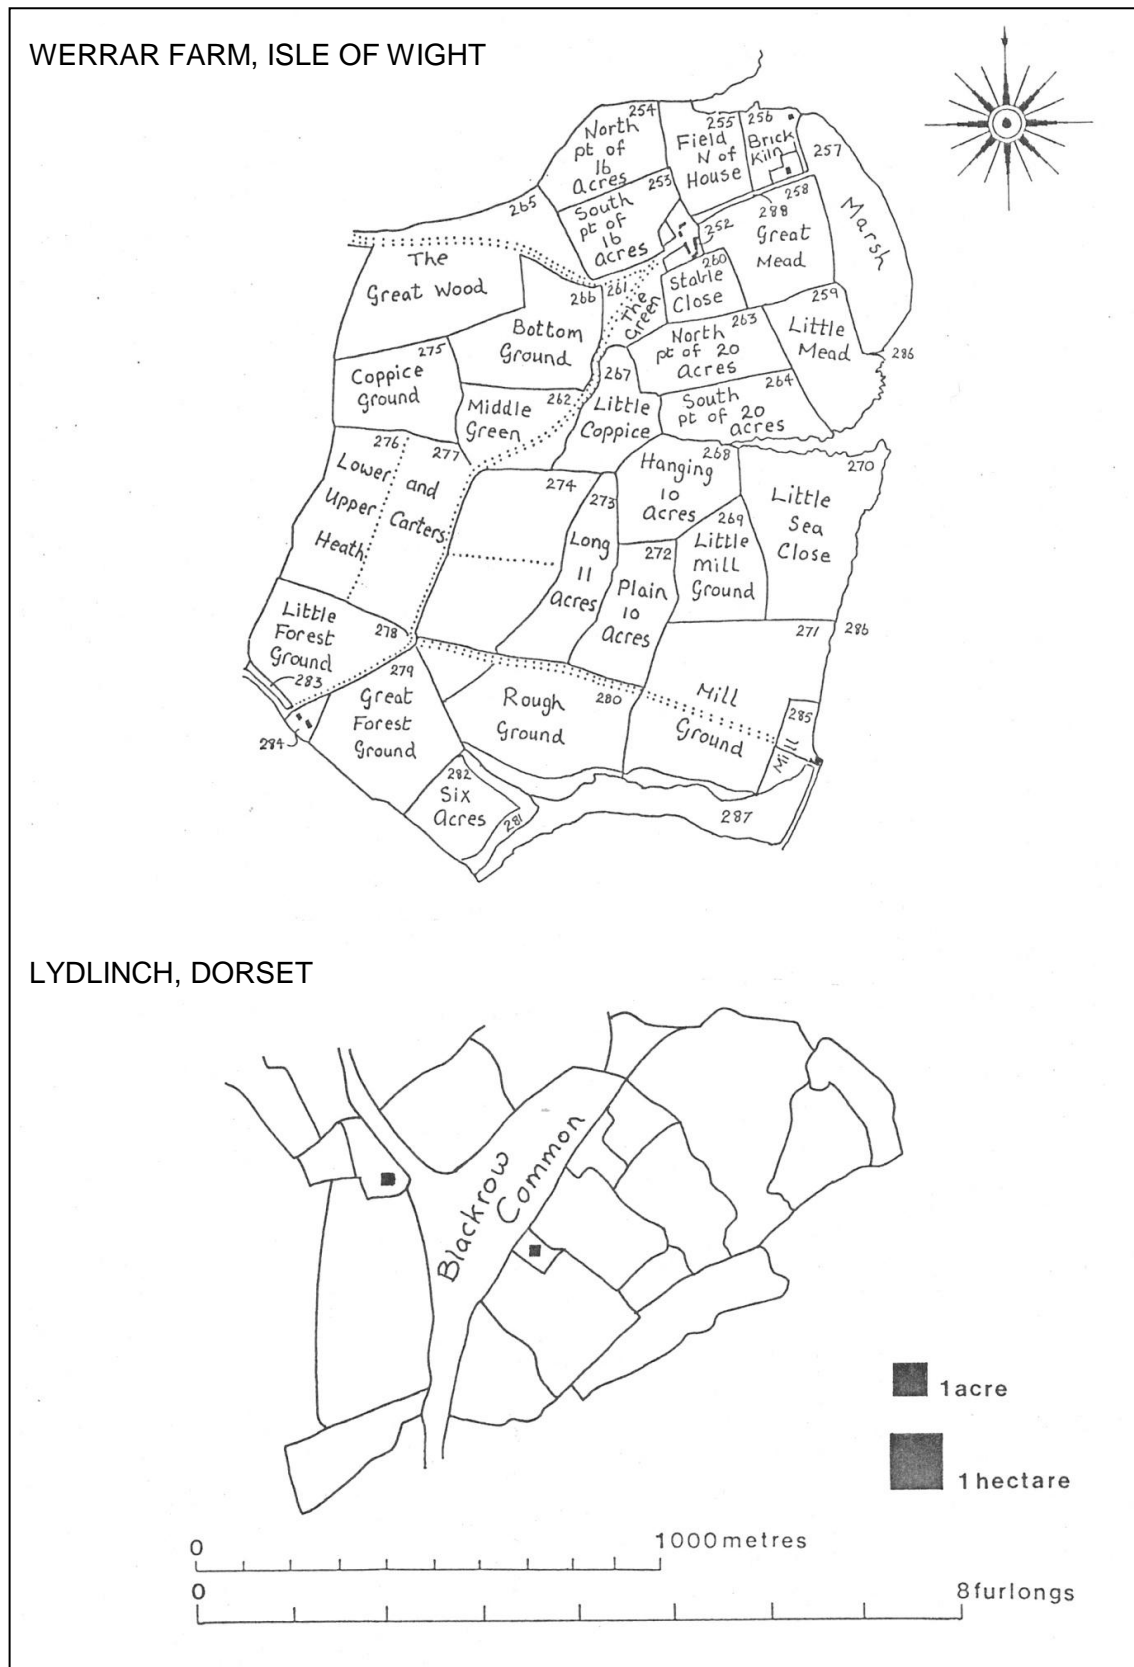 WERRAR FARM, ISLE OF WIGHT
254
North
pt of
16
Acres
255
Field
N of
House
256
Brick
Kiln
257
Marsh
253
South
pt of
16
acres
258
288
Great
Mead
252
265
The
Great Wood
260
Stable
Close
261
The Green
266
Bottom
Ground
259
Little
Mead
263
North
pt of 20
Acres
286
275
Coppice
Ground
267
Little
Coppice
264
South
pt of 20
acres
262
Middle
Green
276
277
Lower and
Upper Carters
Heath
268
Hanging
10
Acres
270
Little
Sea
Close
274
273
Long
11
Acres
269
Little
Mill
Ground
272
Plain
10
Acres
Little
Forest
Ground
278
271
286
Mill
Ground
279
Great
Forest
Ground
283
284
Rough
Ground
280
285
Mill
282
Six
Acres
281
287
LYDLINCH, DORSET
Blackrow
Common
1 acre
1 hectare
0
1000 metres
0
8 furlongs